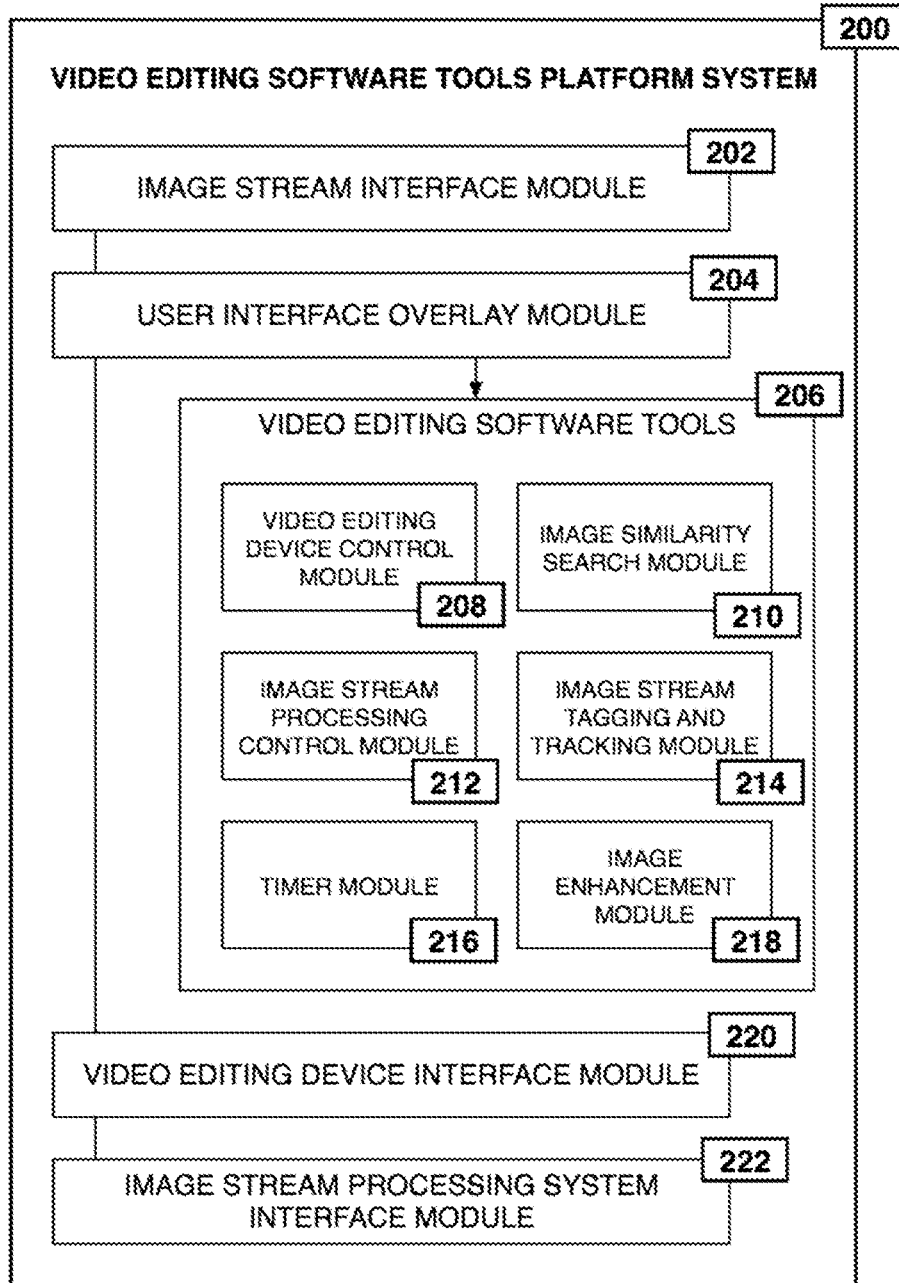 200
VIDEO EDITING SOFTWARE TOOLS PLATFORM SYSTEM
202
IMAGE STREAM INTERFACE MODULE
204
USER INTERFACE OVERLAY MODULE
206
VIDEO EDITING SOFTWARE TOOLS
VIDEO EDITING
DEVICE CONTROL
MODULE
208
IMAGE SIMILARITY
SEARCH MODULE
210
IMAGE STREAM
PROCESSING
CONTROL MODULE
212
IMAGE STREAM
TAGGING AND
TRACKING MODULE
214
TIMER MODULE
216
IMAGE
ENHANCEMENT
MODULE
218
220
VIDEO EDITING DEVICE INTERFACE MODULE
222
IMAGE STREAM PROCESSING SYSTEM
INTERFACE MODULE